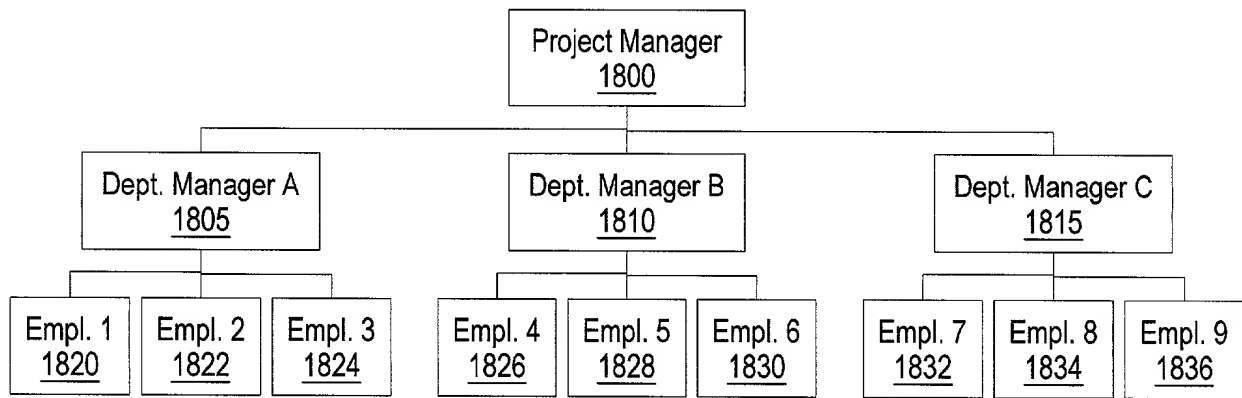 Project Manager
1800
Dept. Manager A
1805
Dept. Manager B
1810
Dept. Manager C
1815
Empl. 1
1820
Empl. 2
1822
Empl. 3
1824
Empl. 4
1826
Empl. 5
1828
Empl. 6
1830
Empl. 7
1832
Empl. 8
1834
Empl. 9
1836